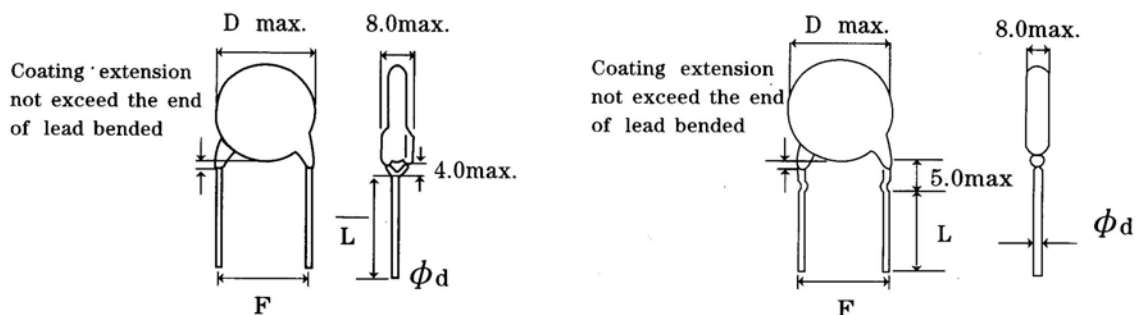 D max.
8.0max.
Coating extension
not exceed the end
of lead bended
4.0max.
L
ϕd
F
D max.
8.0max.
Coating extension
not exceed the end
of lead bended
5.0max
L
ϕd
F